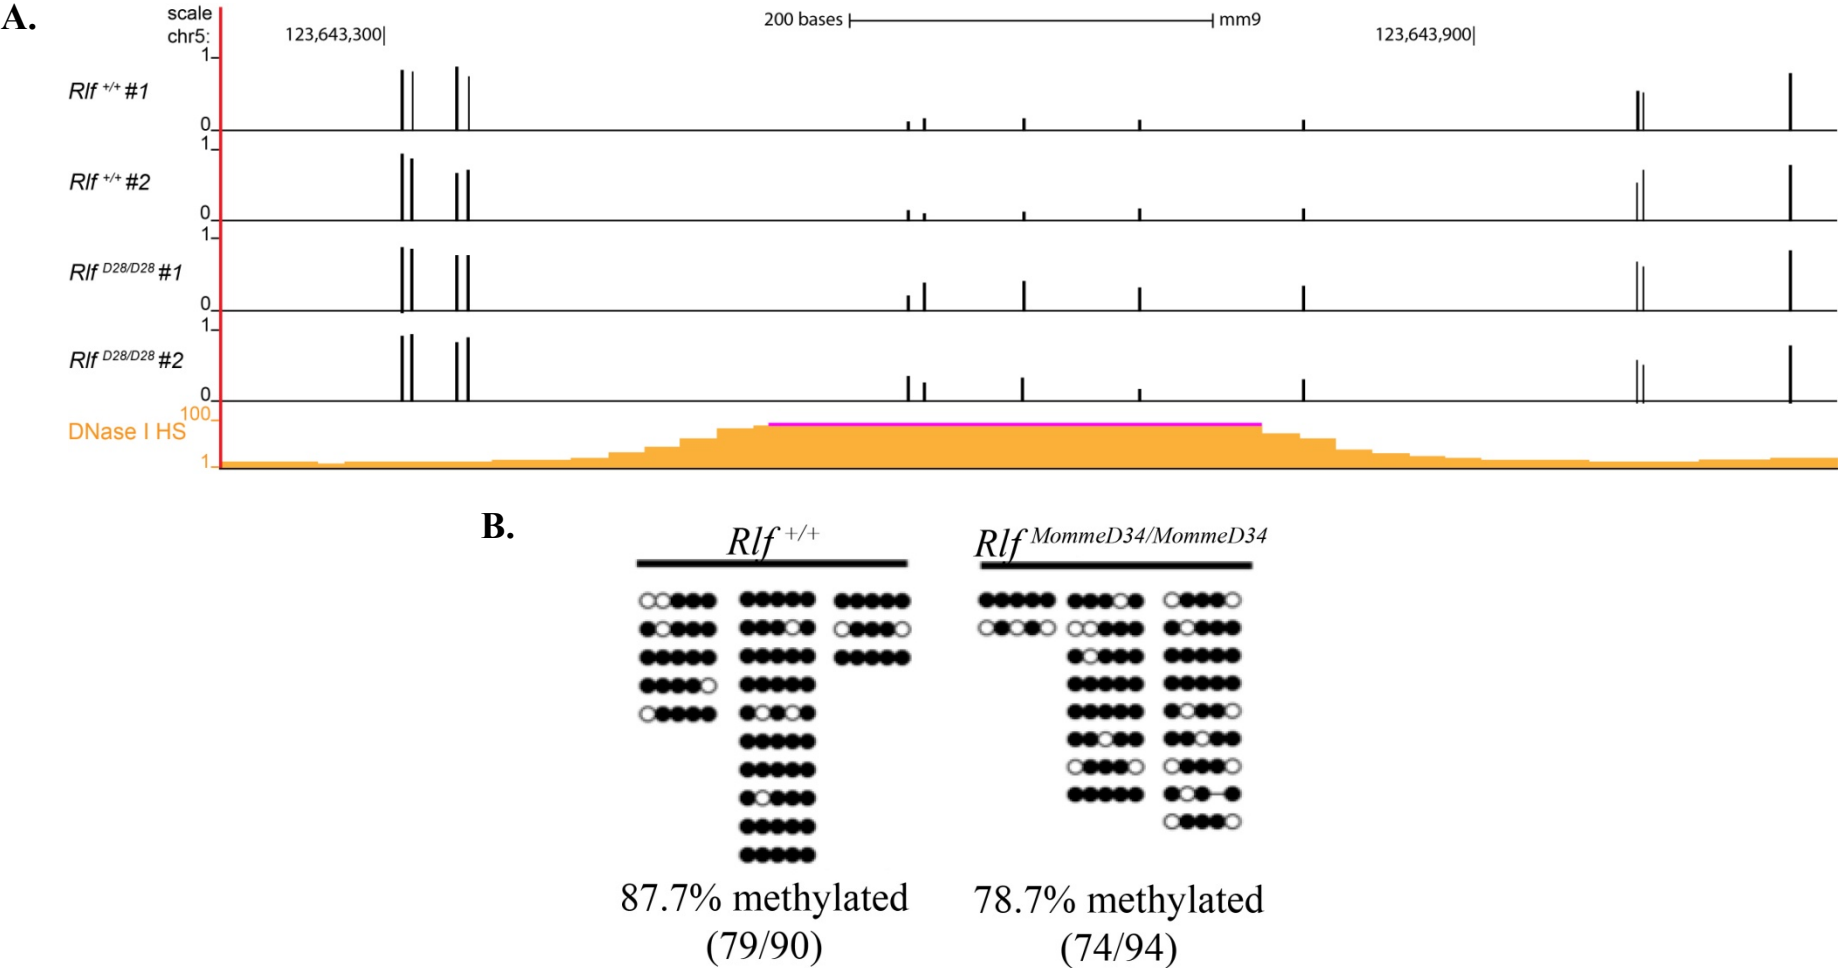 A.
scale
200 bases
mm9
chr5:
123,643,300|
123,643,900|
1
Rlf +/+ #1
0
1
Rlf +/+ #2
0
1
Rlf D28/D28 #1
0
1
Rlf D28/D28 #2
0
100
DNase I HS
1
B.
Rlf +/+
Rlf MommeD34/MommeD34
87.7% methylated
(79/90)
78.7% methylated
(74/94)